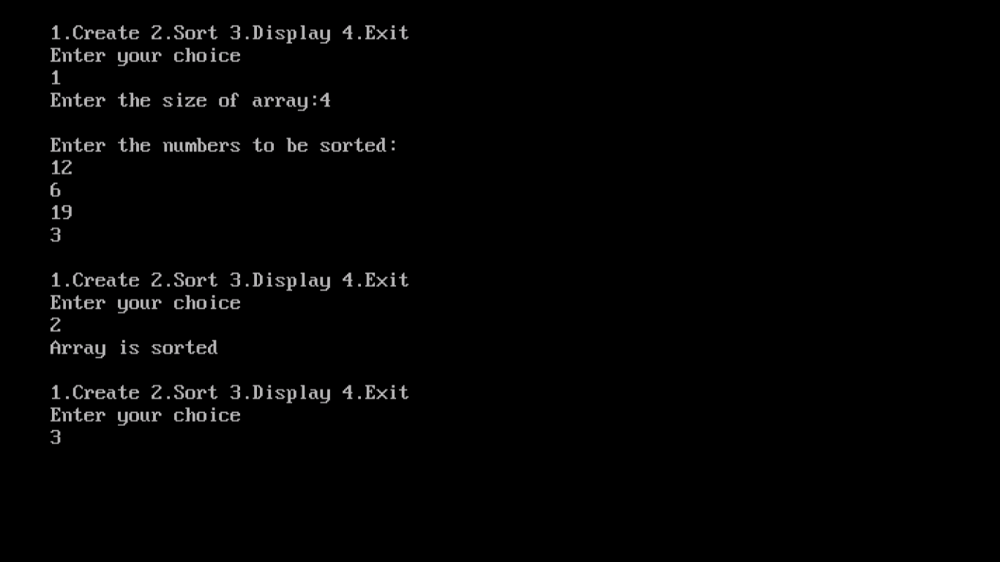 1.Create 2.Sort 3.Display 4.Exit
Enter your choice
1
Enter the size of array:4
Enter the numbers to be sorted:
12
6
19
3
1.Create 2.Sort 3.Display 4.Exit
Enter your choice
2
Array is sorted
1.Create 2.Sort 3.Display 4.Exit
Enter your choice
3